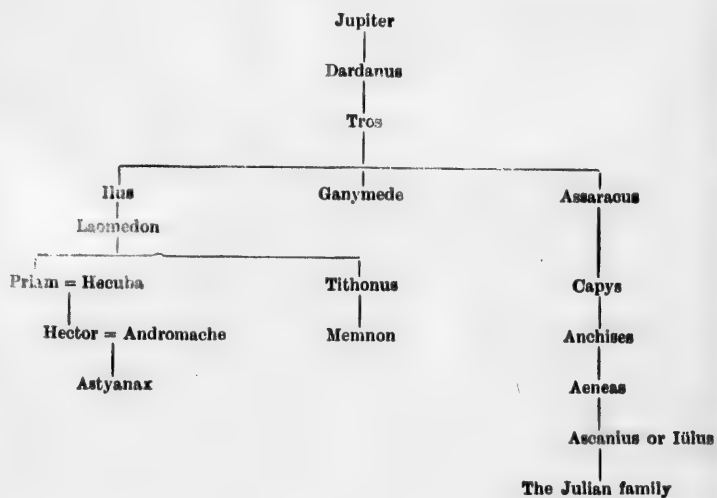 Jupiter
Dardanus
Tros
Ilus Ganymede Assaracus
Laomedon
Priam = Hecuba Tithonus Capys
Hector = Andromache Memnon Anchises
Astyanax Aeneas
Ascanius or Iülus
The Julian family